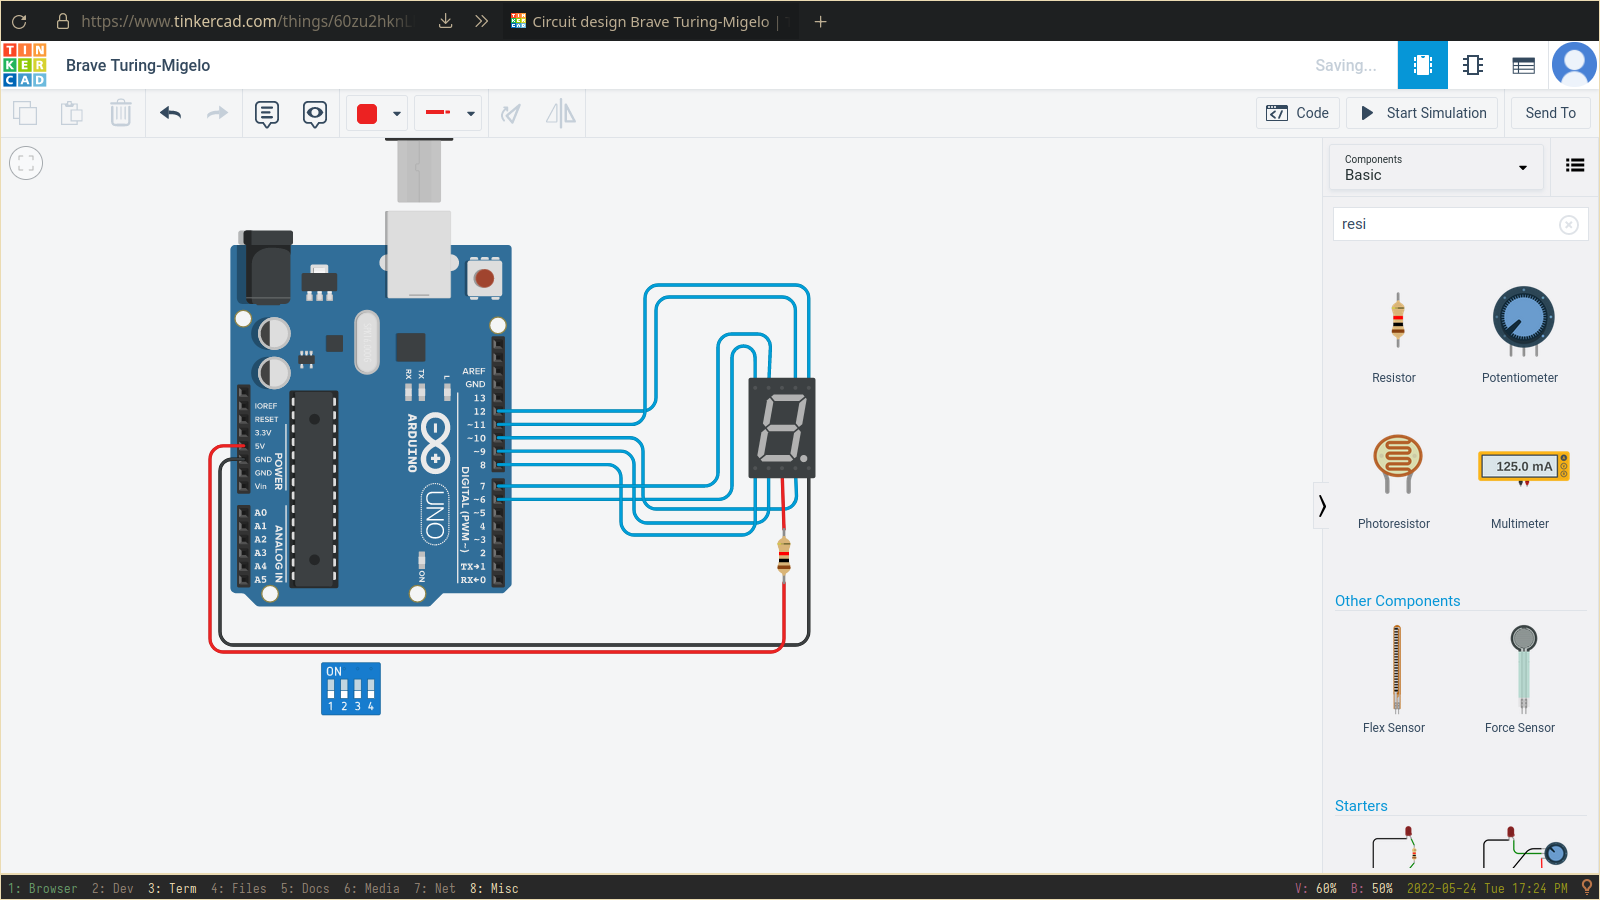 https://www.tinkercad.com/things/60zu2hknl
Circuit design Brave Turing-Migelo |
TIN
KER
CAD
Brave Turing-Migelo
Saving...
Code
Start Simulation
Send To
Components
Basic
resi
Resistor
Potentiometer
125.0 mA
Photoresistor
Multimeter
Other Components
Flex Sensor
Force Sensor
Starters
RX
TX
L
AREF
GND
13
12
~11
~10
~9
8
7
~6
~5
4
~3
2
TX→1
RX←0
IOREF
RESET
3.3V
5V
GND
GND
Vin
A0
A1
A2
A3
A4
A5
POWER
ANALOG IN
ARDUINO
UNO
DIGITAL (PWM~)
ON
ON
1 2 3 4
1: Browser 2: Dev 3: Term 4: Files 5: Docs 6: Media 7: Net 8: Misc
V: 60% B: 50% 2022-05-24 Tue 17:24 PM